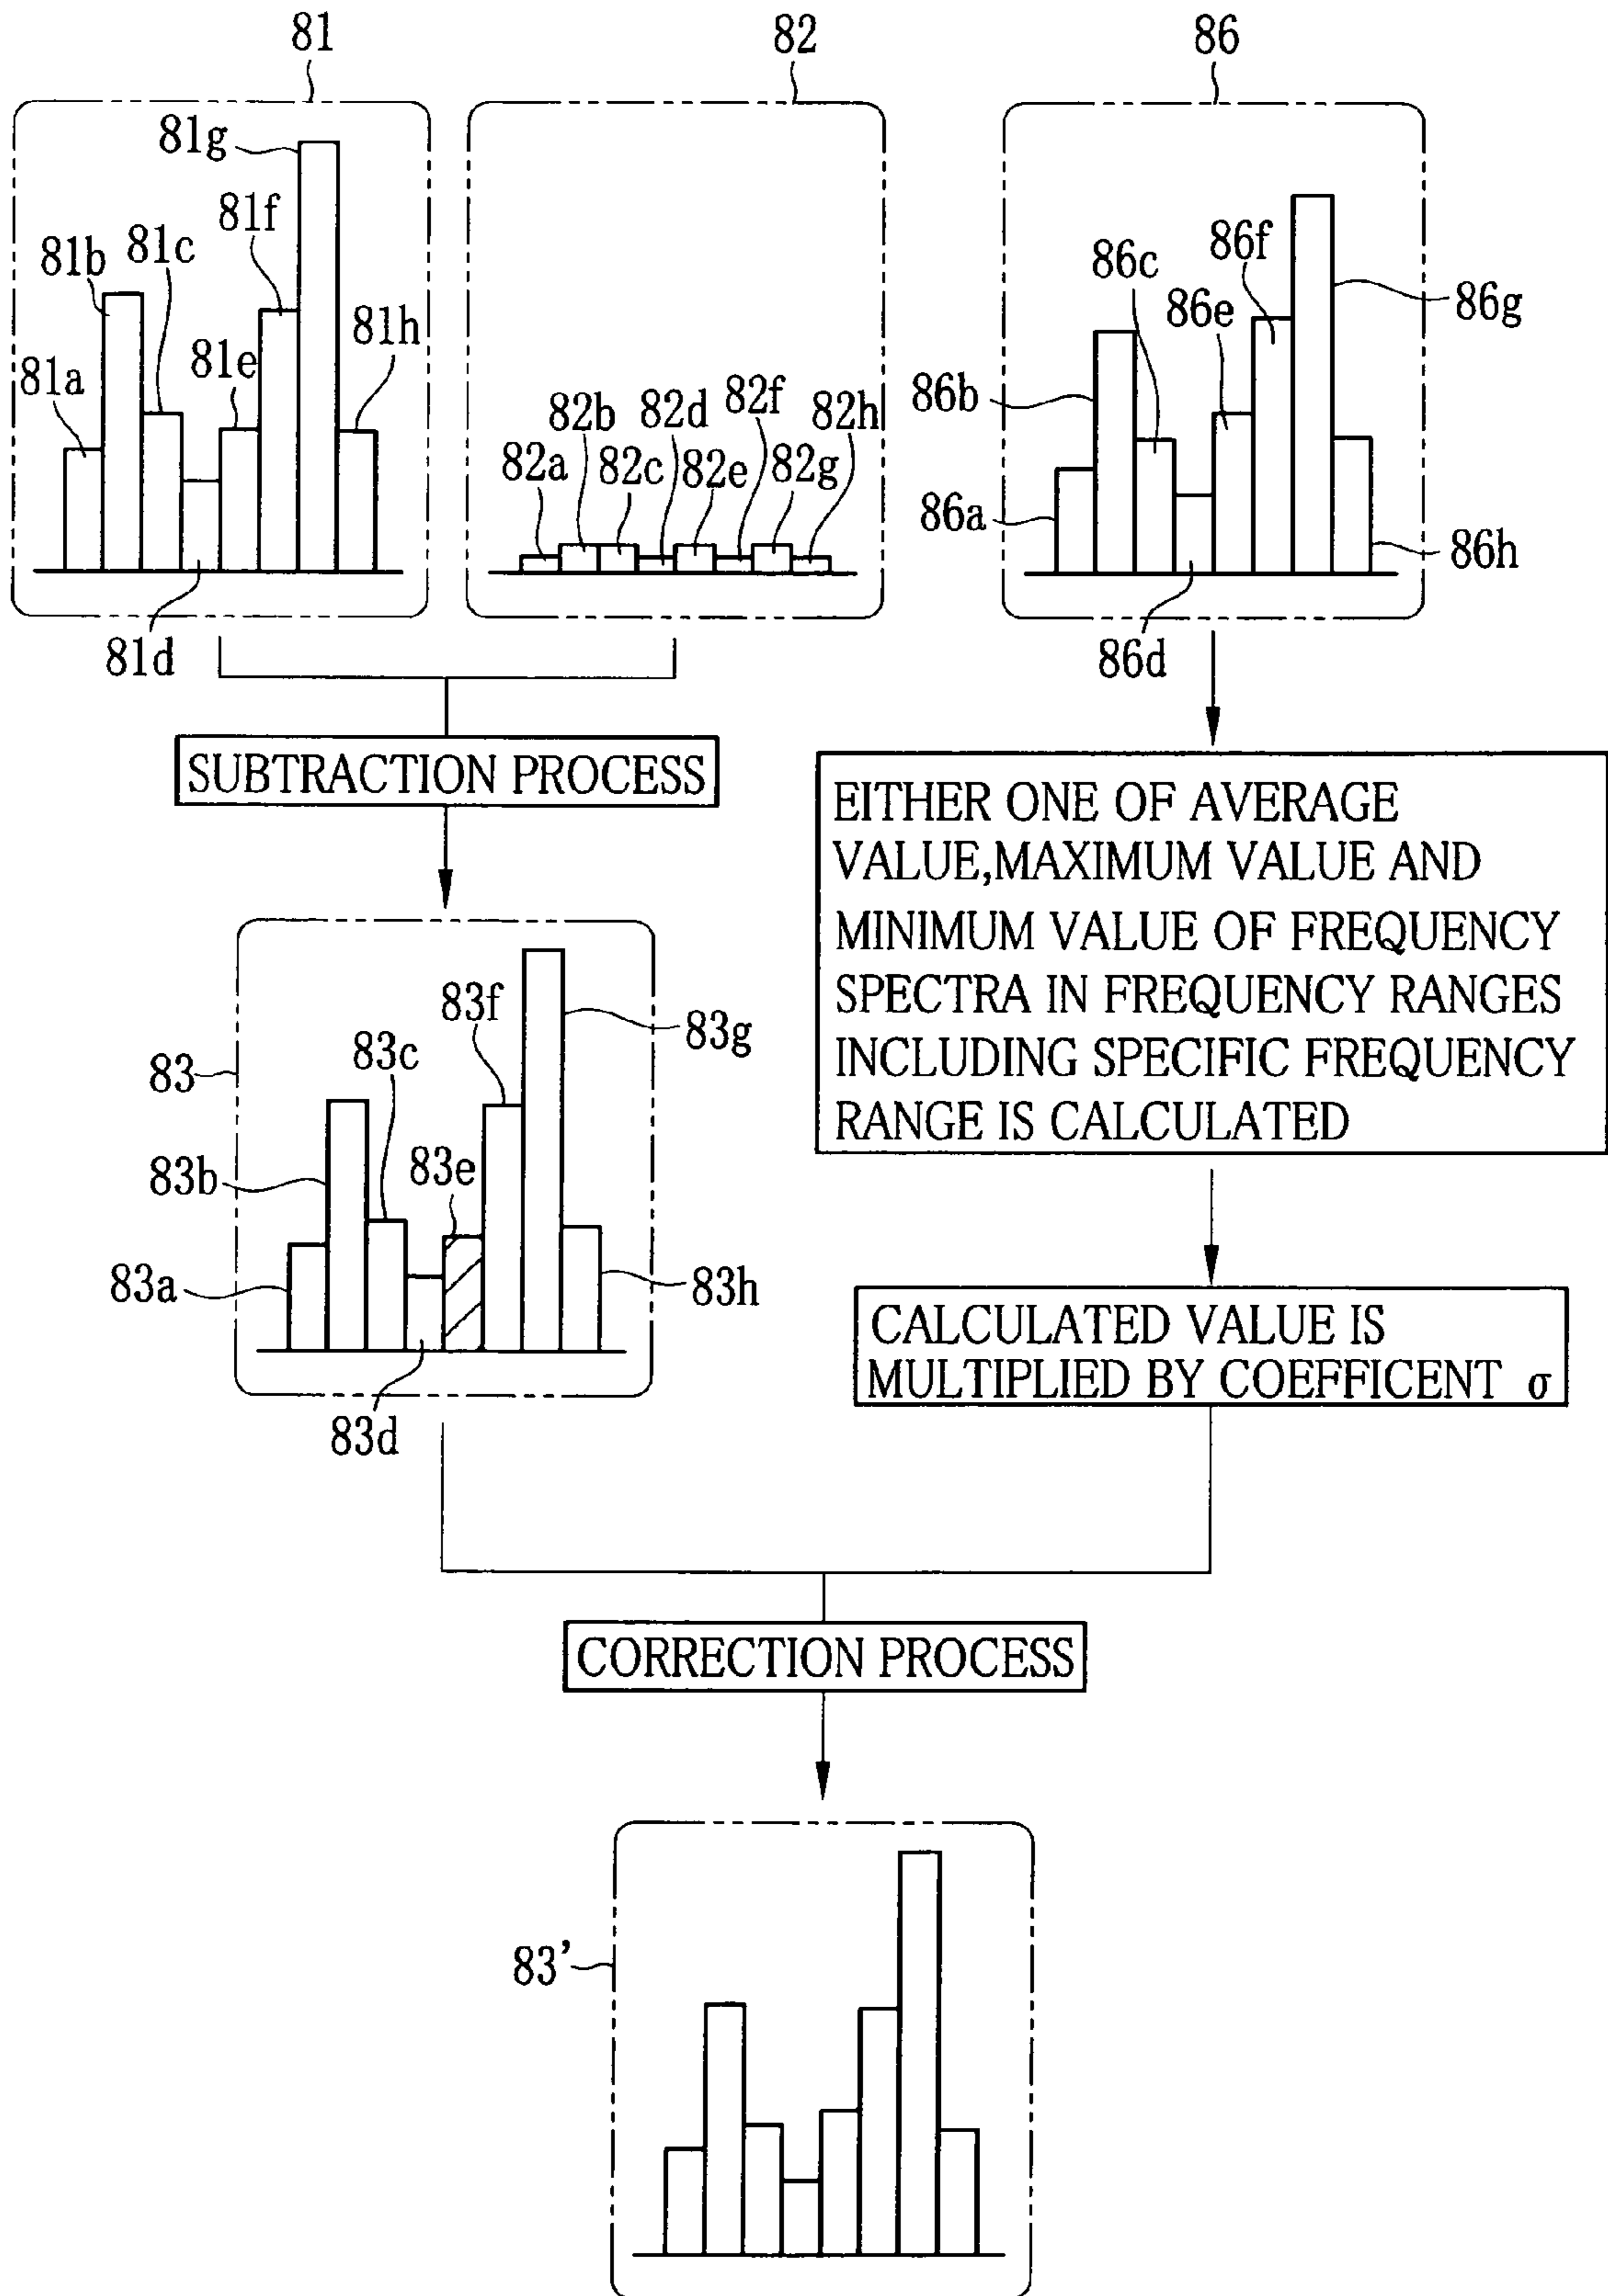 81
82
86
81g
81f
81b
81c
81h
81e
81a
86f
86c
86g
86e
86b
82b
82d
82f
82h
82a
82c
82e
82g
86a
86h
81d
86d
SUBTRACTION PROCESS
EITHER ONE OF AVERAGE
VALUE,MAXIMUM VALUE AND
MINIMUM VALUE OF FREQUENCY
SPECTRA IN FREQUENCY RANGES
INCLUDING SPECIFIC FREQUENCY
RANGE IS CALCULATED
83f
83g
83
83c
83b
83e
83a
83h
83d
CALCULATED VALUE IS
MULTIPLIED BY COEFFICENT σ
CORRECTION PROCESS
83’